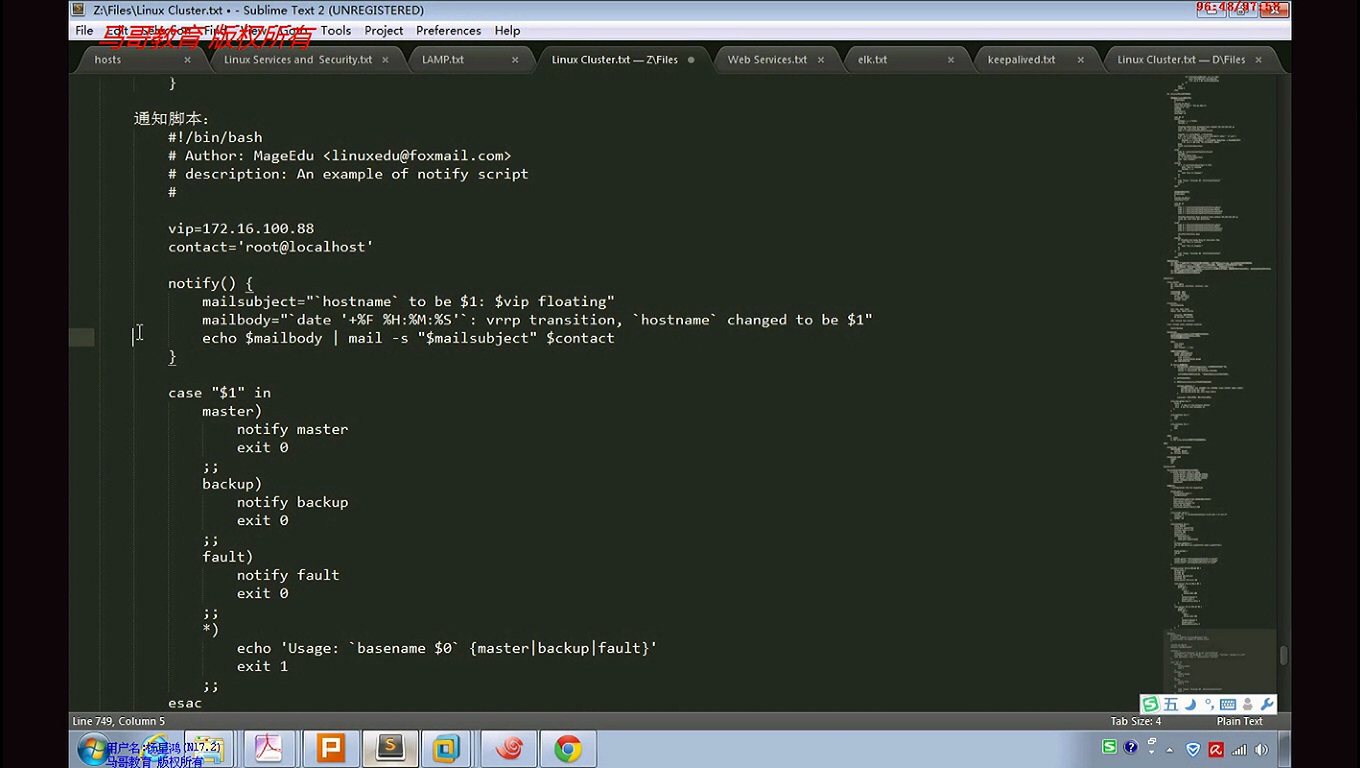 Z:\Files\Linux Cluster.txt • - Sublime Text 2 (UNREGISTERED)
96:48/97:58
File Edit Selection Find View Goto Tools Project Preferences Help
马哥教育 版权所有
hosts
Linux Services and Security.txt
LAMP.txt
Linux Cluster.txt — Z\Files
Web Services.txt
elk.txt
keepalived.txt
Linux Cluster.txt — D\Files
}
通知脚本:
#!/bin/bash
# Author: MageEdu <linuxedu@foxmail.com>
# description: An example of notify script
#
vip=172.16.100.88
contact='root@localhost'
notify() {
mailsubject="`hostname` to be $1: $vip floating"
mailbody="`date '+%F %H:%M:%S'`: vrrp transition, `hostname` changed to be $1"
echo $mailbody | mail -s "$mailsubject" $contact
}
case "$1" in
master)
notify master
exit 0
;;
backup)
notify backup
exit 0
;;
fault)
notify fault
exit 0
;;
*)
echo 'Usage: `basename $0` {master|backup|fault}'
exit 1
;;
esac
五
Line 749, Column 5
Tab Size: 4
Plain Text
用户名:杨星鸿(N17.2)
马哥教育 版权所有